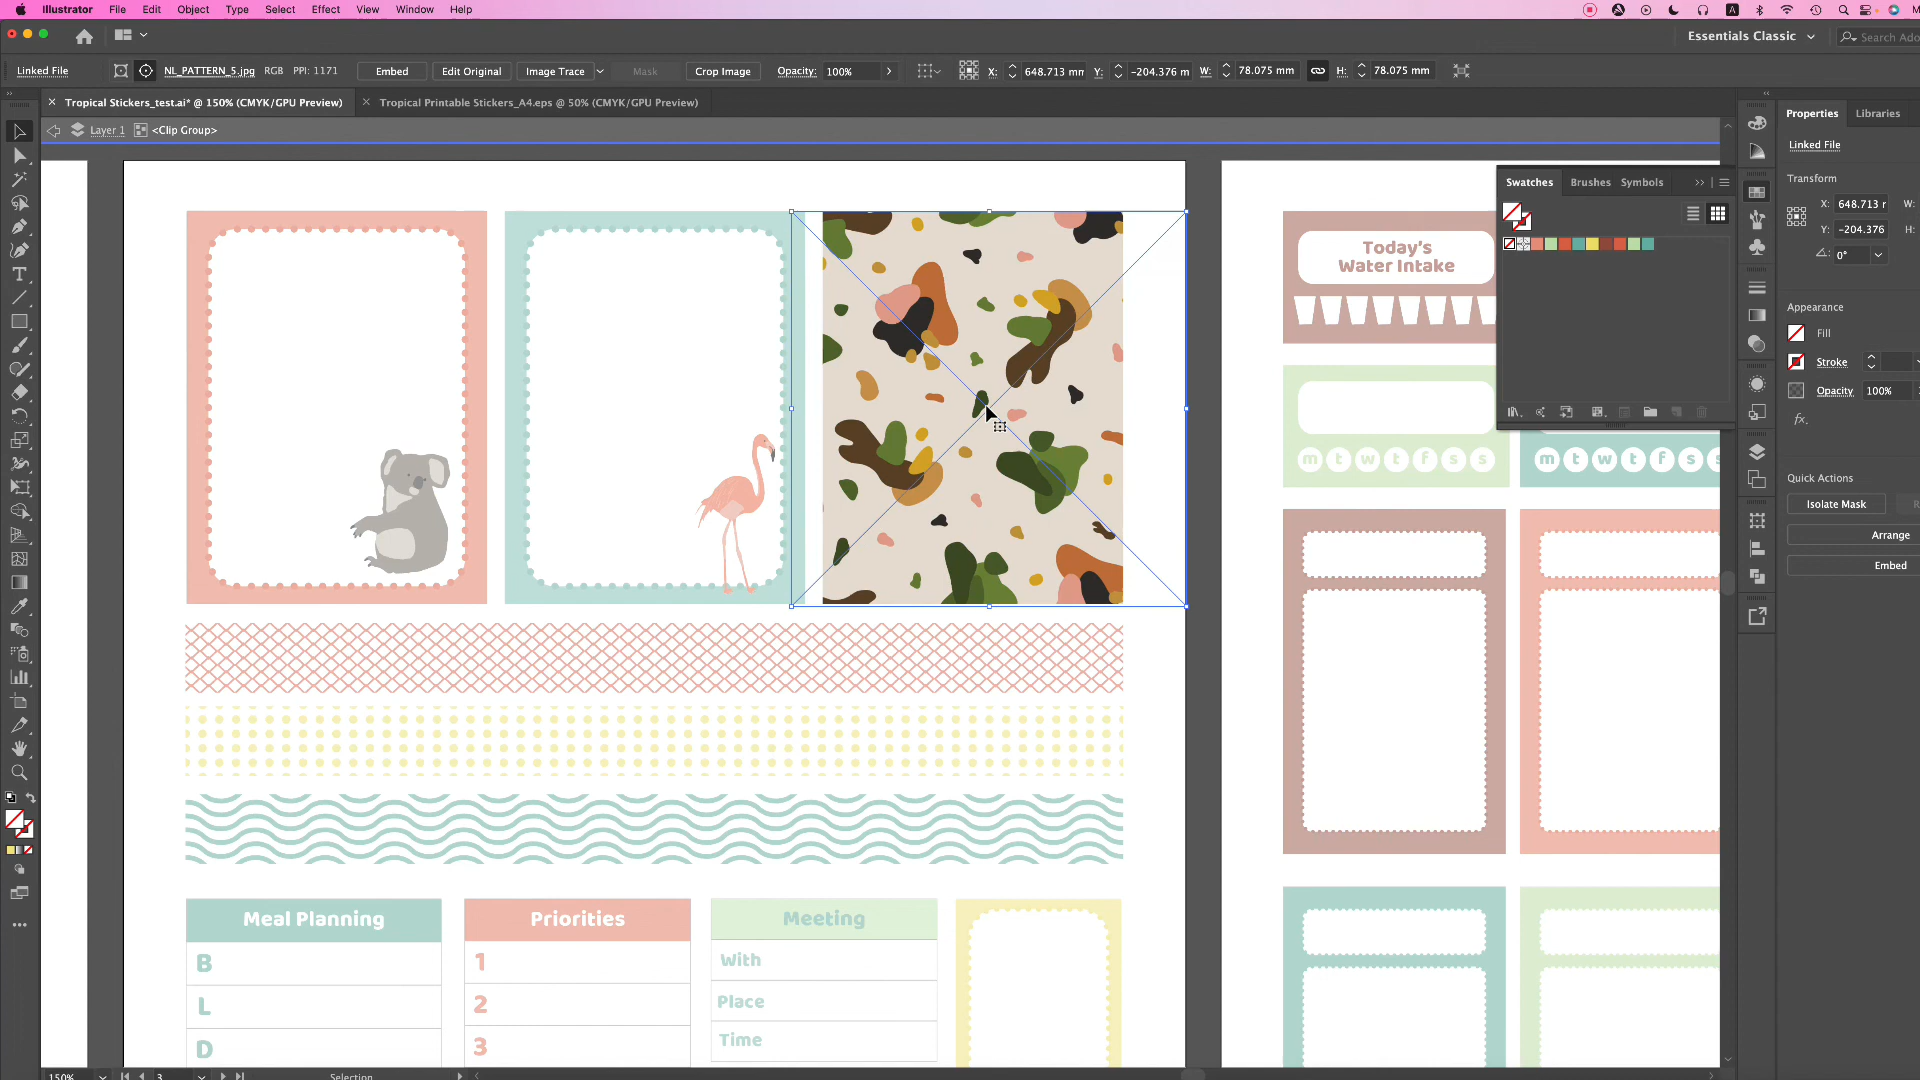 Illustrator File Edit Object Type Select Effect View Window Help
Essentials Classic
Search Ado
Linked File NL_PATTERN_5.jpg RGB PPI: 1171 Embed Edit Original Image Trace Mask Crop Image Opacity: 100% X: 648.713 mm Y: -204.376 m W: 78.075 mm H: 78.075 mm
Tropical Stickers_test.ai* @ 150% (CMYK/GPU Preview) Tropical Printable Stickers_A4.eps @ 50% (CMYK/GPU Preview)
Layer 1 <Clip Group>
Properties Libraries
Linked File
Transform
X: 648.713 r W:
Y: -204.376 H:
0°
Appearance
Fill
Stroke
Opacity 100%
fx.
Quick Actions
Isolate Mask
Arrange
Embed
Swatches Brushes Symbols
Today's
Water Intake
m t w t f s s
m t w t f s s
Meal Planning
B
L
D
Priorities
1
2
3
Meeting
With
Place
Time
150% 3 Selection